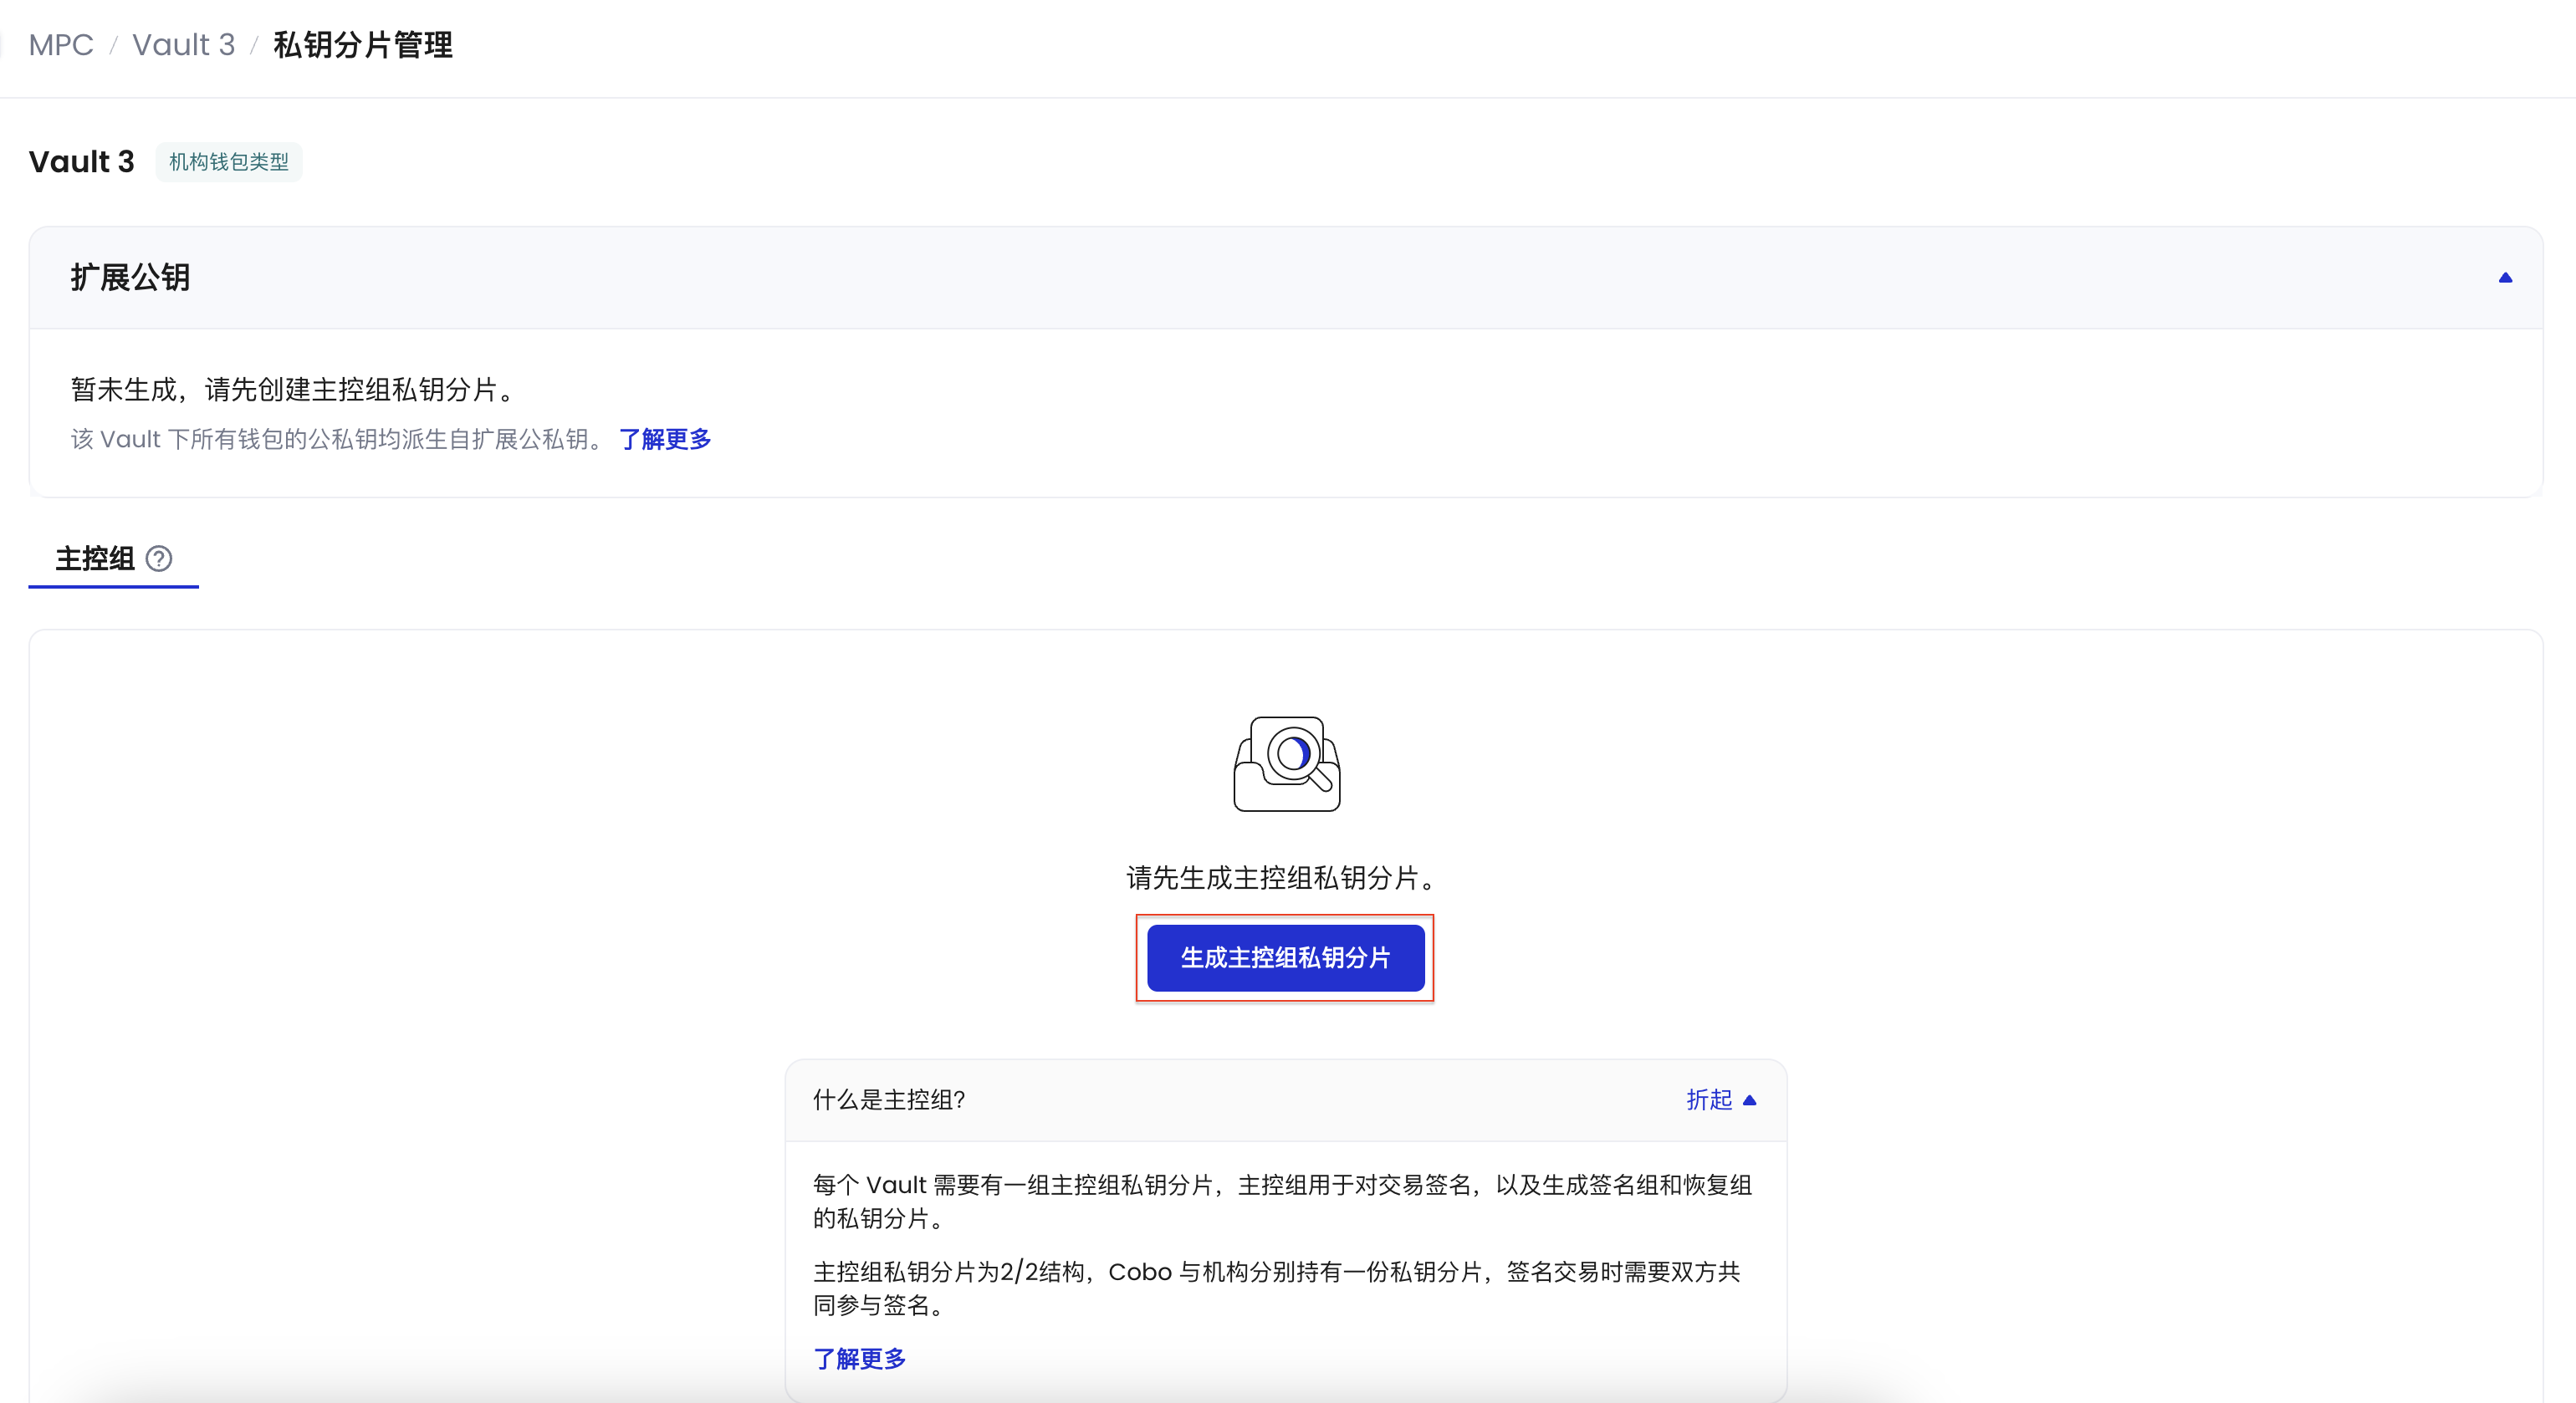 MPC / Vault 3 / 私钥分片管理
Vault 3 机构钱包类型
扩展公钥
暂未生成，请先创建主控组私钥分片。
该 Vault 下所有钱包的公私钥均派生自扩展公私钥。 了解更多
主控组 ?
请先生成主控组私钥分片。
生成主控组私钥分片
什么是主控组? 折起
每个 Vault 需要有一组主控组私钥分片，主控组用于对交易签名，以及生成签名组和恢复组
的私钥分片。
主控组私钥分片为2/2结构，Cobo 与机构分别持有一份私钥分片，签名交易时需要双方共
同参与签名。
了解更多